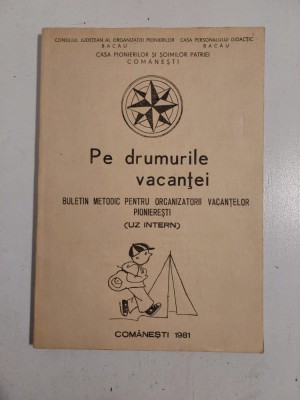 CONSILIUL JUDEȚEAN AL ORGANIZAȚIEI PIONIERILOR - CASA PERSONALULUI DIDACTIC
BACĂU BACĂU
CASA PIONIERILOR ȘI ȘOIMILOR PATRIEI
COMĂNEȘTI
Pe drumurile
vacanţei
BULETIN METODIC PENTRU ORGANIZATORII VACANȚELOR
PIONIEREȘTI
(UZ INTERN)
COMĂNEȘTI 1981